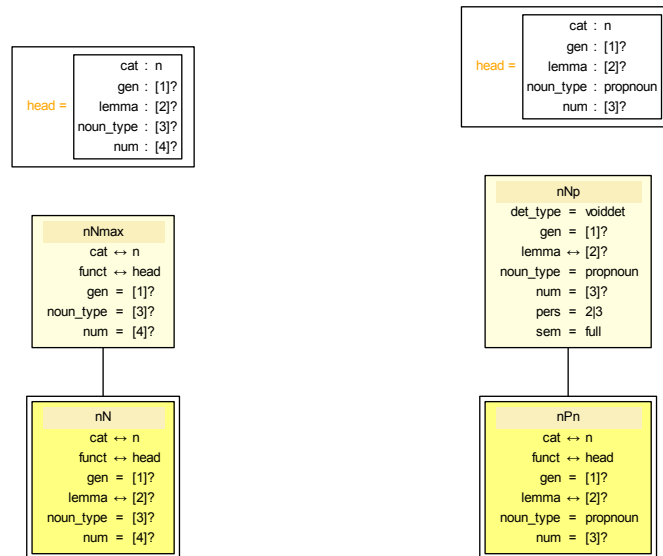 head =
cat : n
gen : [1]?
lemma : [2]?
noun_type : [3]?
num : [4]?
nNmax
cat ↔ n
funct ↔ head
gen = [1]?
noun_type = [3]?
num = [4]?
nN
cat ↔ n
funct ↔ head
gen = [1]?
lemma ↔ [2]?
noun_type = [3]?
num = [4]?
head =
cat : n
gen : [1]?
lemma : [2]?
noun_type : propnoun
num : [3]?
nNp
det_type = voiddet
gen = [1]?
lemma ↔ [2]?
noun_type = propnoun
num = [3]?
pers = 2|3
sem = full
nPn
cat ↔ n
funct ↔ head
gen = [1]?
lemma ↔ [2]?
noun_type = propnoun
num = [3]?